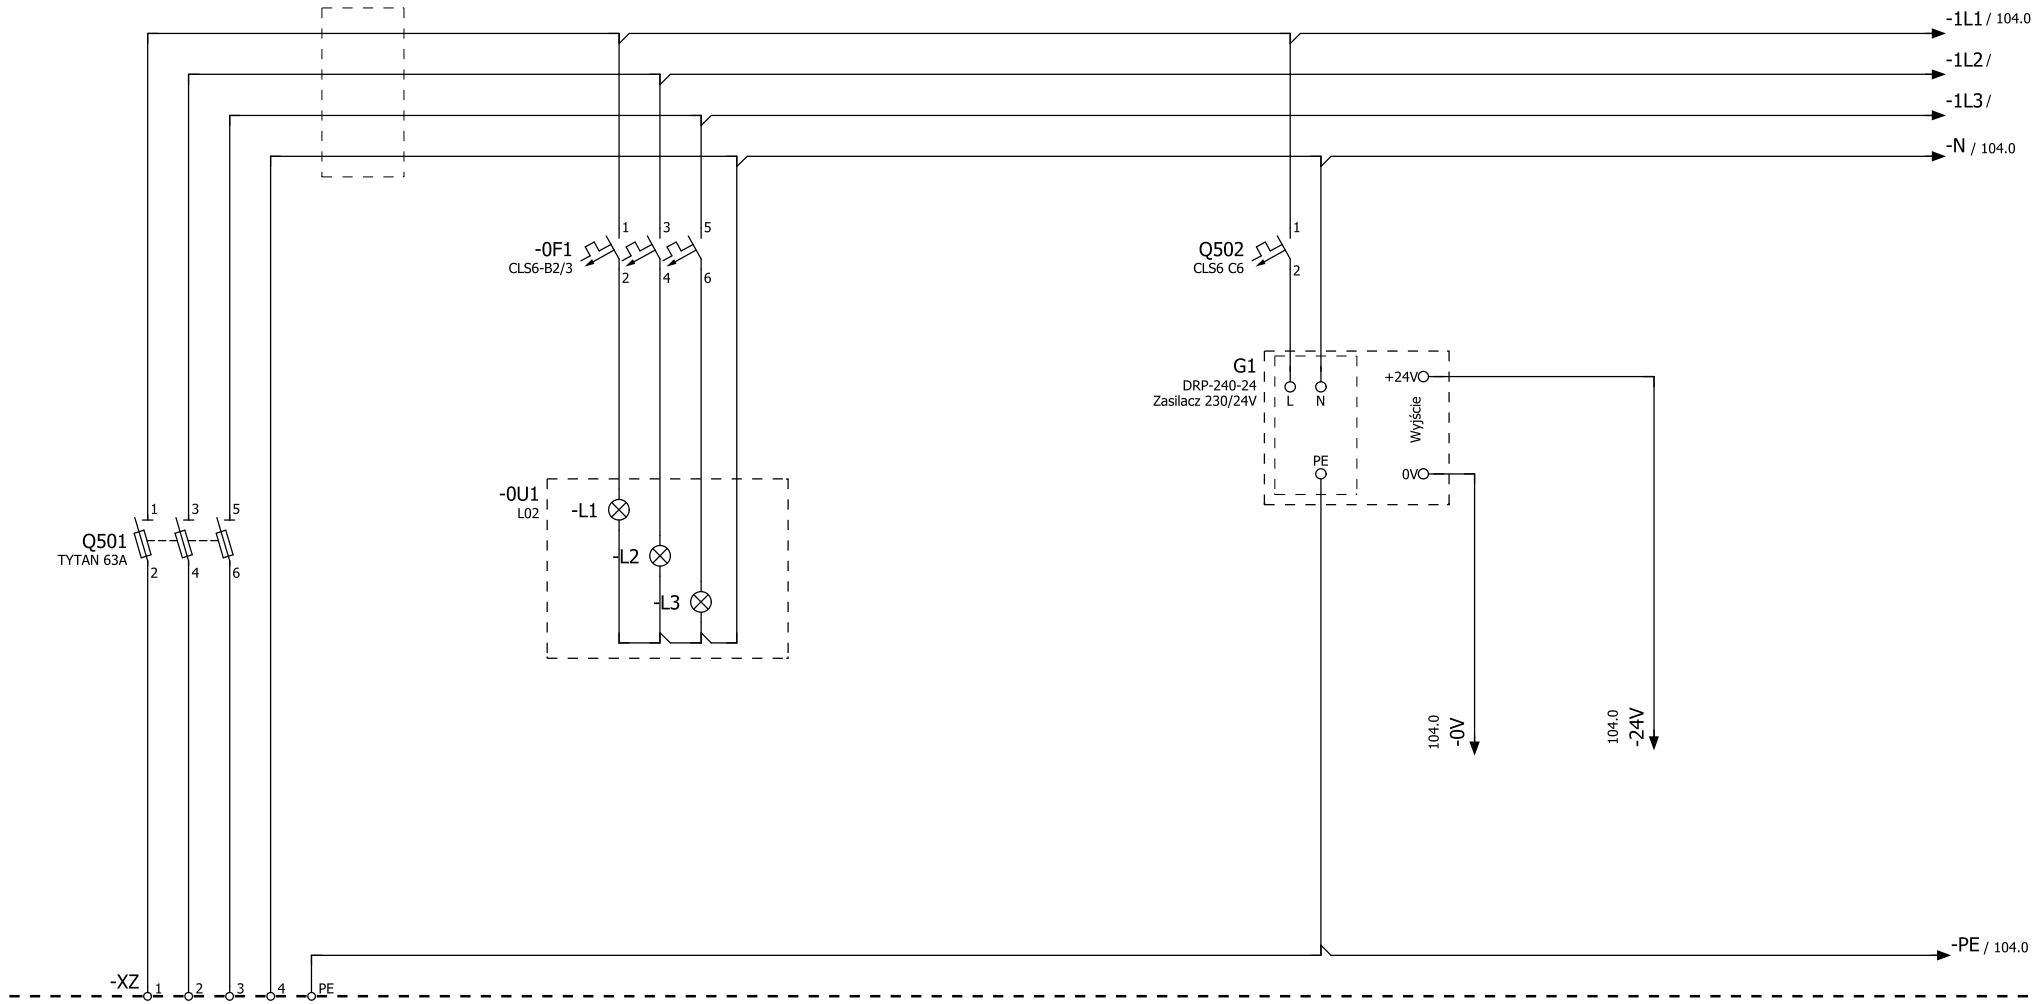 -1L1 / 104.0
-1L2 /
-1L3 /
-N / 104.0
1 3 5
-0F1
CLS6-B2/3
2 4 6
1
Q502
CLS6 C6
2
G1
DRP-240-24
Zasilacz 230/24V
L N
PE
+24V
Wyjście
0V
-0U1
L02
-L1
-L2
-L3
1 3 5
Q501
TYTAN 63A
2 4 6
104.0
-0V
104.0
-24V
-PE / 104.0
-XZ
1 2 3 4 PE